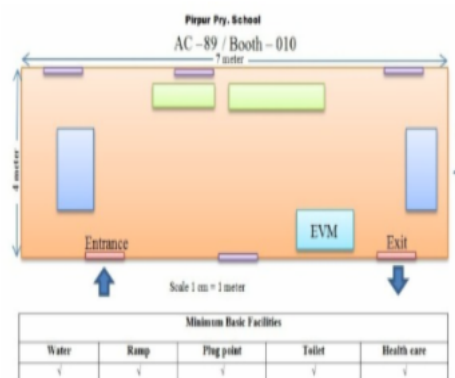 Pirpur Pry. School
AC – 89 / Booth – 010
7 meter
4 meter
EVM
Entrance
Exit
Scale 1 cm = 1 meter
Minimum Basic Facilities
Water Ramp Plug point Toilet Health care
√ √ √ √ √